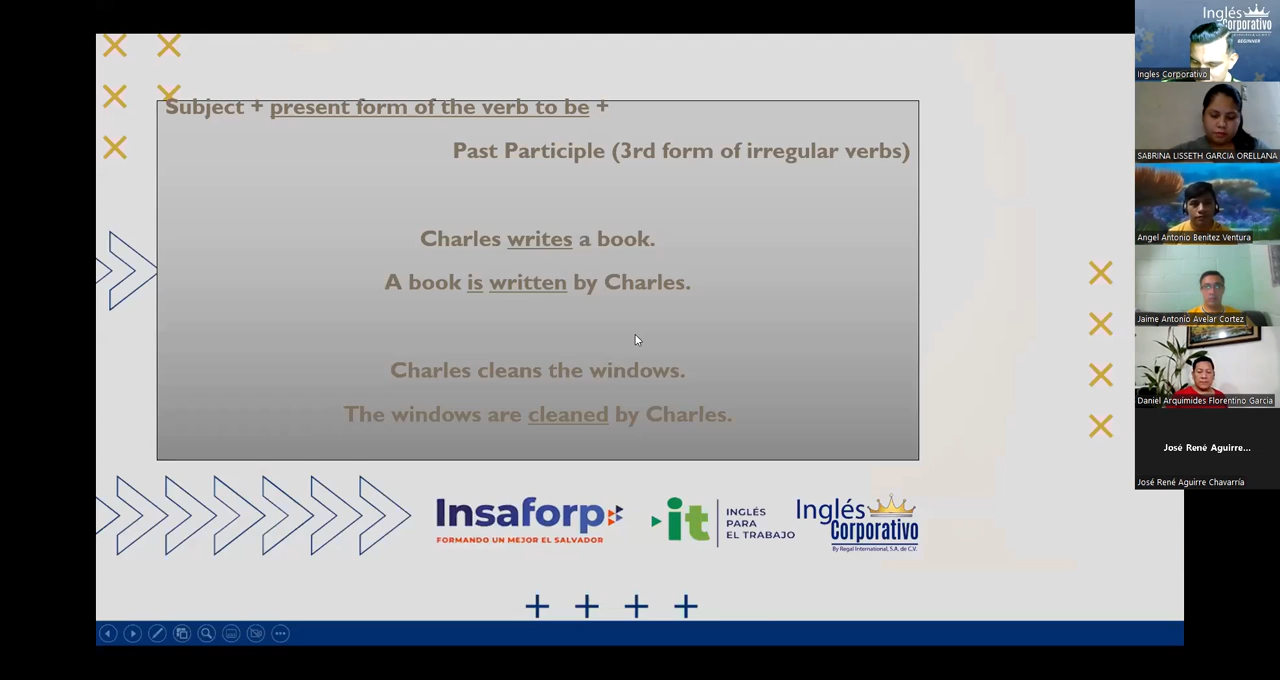 Subject + present form of the verb to be +
Past Participle (3rd form of irregular verbs)
Charles writes a book.
A book is written by Charles.
Charles cleans the windows.
The windows are cleaned by Charles.
Insaforp
FORMANDO UN MEJOR EL SALVADOR
it
INGLÉS
PARA
EL TRABAJO
Inglés
Corporativo
By Regal International, S.A. de C.V.
Inglés
Corporativo
BEGINNER
Ingles Corporativo
SABRINA LISSETH GARCIA ORELLANA
Angel Antonio Benitez Ventura
Jaime Antonio Avelar Cortez
Daniel Arquimides Florentino Garcia
José René Aguirre...
José René Aguirre Chavarría